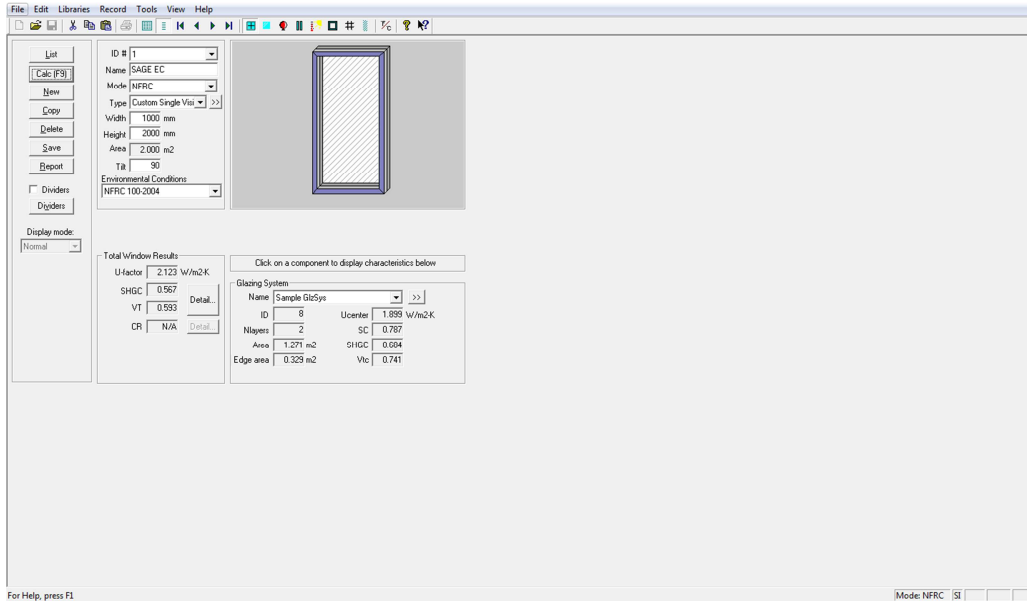 File Edit Libraries Record Tools View Help
List
Calc (F9)
New
Copy
Delete
Save
Report
Dividers
Dividers
Display mode:
Normal
ID # 1
Name SAGE EC
Mode NFRC
Type Custom Single Visi >>
Width 1000 mm
Height 2000 mm
Area 2.000 m2
Tilt 90
Environmental Conditions
NFRC 100-2004
Total Window Results
U-factor 2.123 W/m2-K
SHGC 0.567
Detail...
VT 0.593
CR N/A Detail...
Click on a component to display characteristics below
Glazing System
Name Sample GlzSys >>
ID 8 Ucenter 1.899 W/m2-K
Nlayers 2 SC 0.787
Area 1.271 m2 SHGC 0.684
Edge area 0.329 m2 Vtc 0.741
For Help, press F1
Mode: NFRC SI